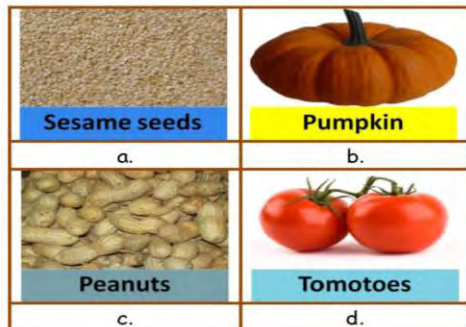 Sesame seeds
Pumpkin
a.
b.
Peanuts
Tomotoes
c.
d.